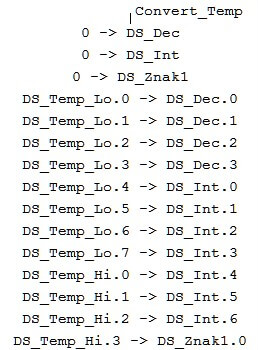 Convert_Temp
0 -> DS_Dec
0 -> DS_Int
0 -> DS_Znak1
DS_Temp_Lo.0 -> DS_Dec.0
DS_Temp_Lo.1 -> DS_Dec.1
DS_Temp_Lo.2 -> DS_Dec.2
DS_Temp_Lo.3 -> DS_Dec.3
DS_Temp_Lo.4 -> DS_Int.0
DS_Temp_Lo.5 -> DS_Int.1
DS_Temp_Lo.6 -> DS_Int.2
DS_Temp_Lo.7 -> DS_Int.3
DS_Temp_Hi.0 -> DS_Int.4
DS_Temp_Hi.1 -> DS_Int.5
DS_Temp_Hi.2 -> DS_Int.6
DS_Temp_Hi.3 -> DS_Znak1.0